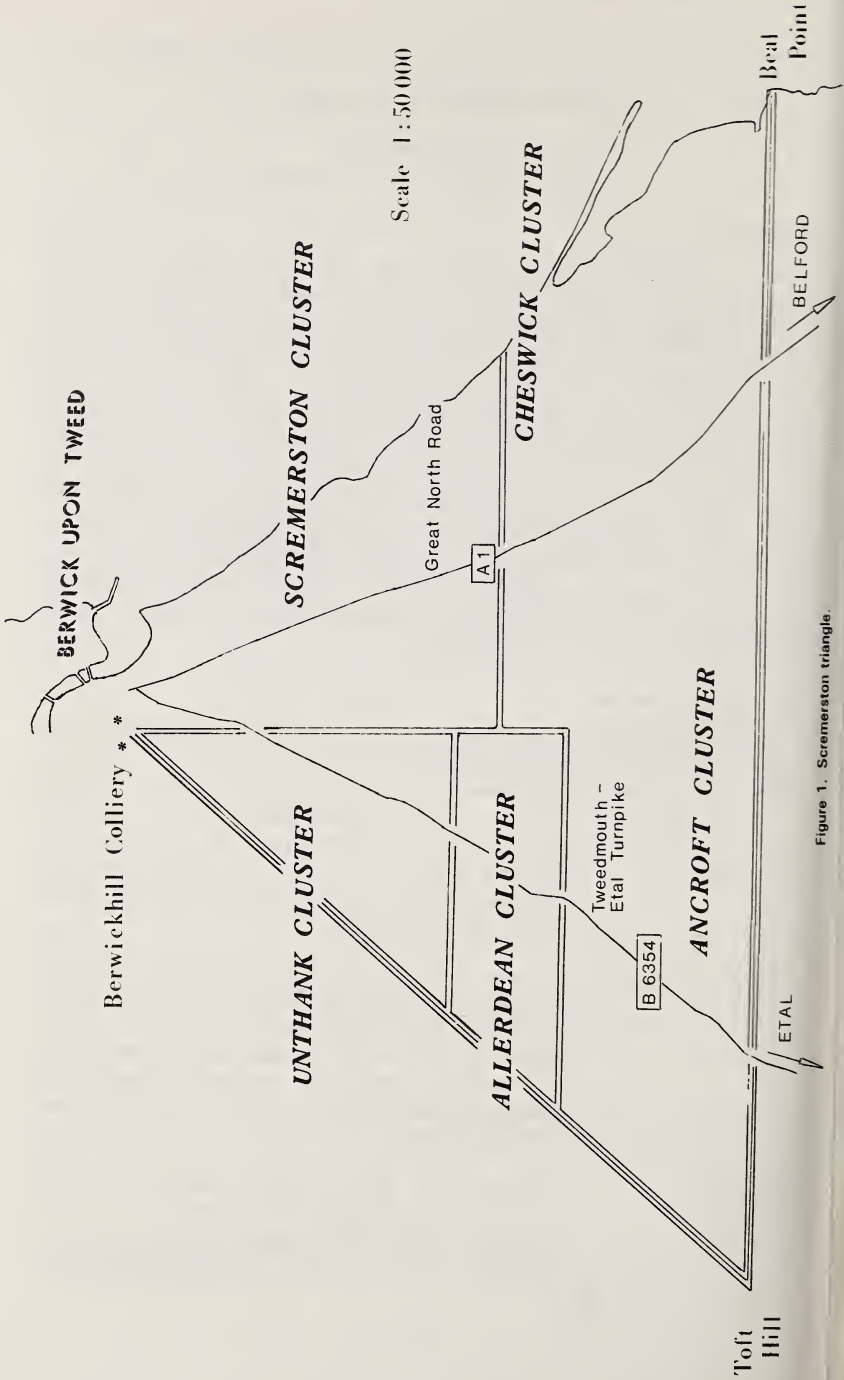 BERWICK UPON TWEED
Berwickhill Colliery
Scale 1:50 000
SCREMERSTON CLUSTER
UNTHANK CLUSTER
Great North Road
A 1
CHESWICK CLUSTER
ALLERDEAN CLUSTER
Tweedmouth –
Etal Turnpike
B 6354
ANCROFT CLUSTER
Beal
Point
BELFORD
ETAL
Toft
Hill
Figure 1. Scremerston triangle.